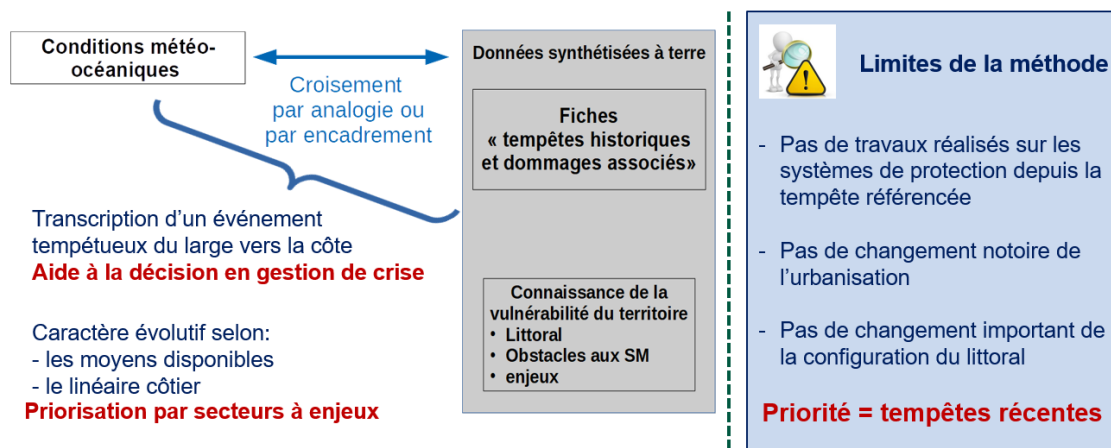 Conditions météo-
océaniques
Croisement
par analogie ou
par encadrement
Données synthétisées à terre
Fiches
« tempêtes historiques
et dommages associés»
Connaissance de la
vulnérabilité du territoire
• Littoral
• Obstacles aux SM
• enjeux
Transcription d’un événement
tempétueux du large vers la côte
Aide à la décision en gestion de crise
Caractère évolutif selon:
- les moyens disponibles
- le linéaire côtier
Priorisation par secteurs à enjeux
Limites de la méthode
- Pas de travaux réalisés sur les
systèmes de protection depuis la
tempête référencée
- Pas de changement notoire de
l’urbanisation
- Pas de changement important de
la configuration du littoral
Priorité = tempêtes récentes